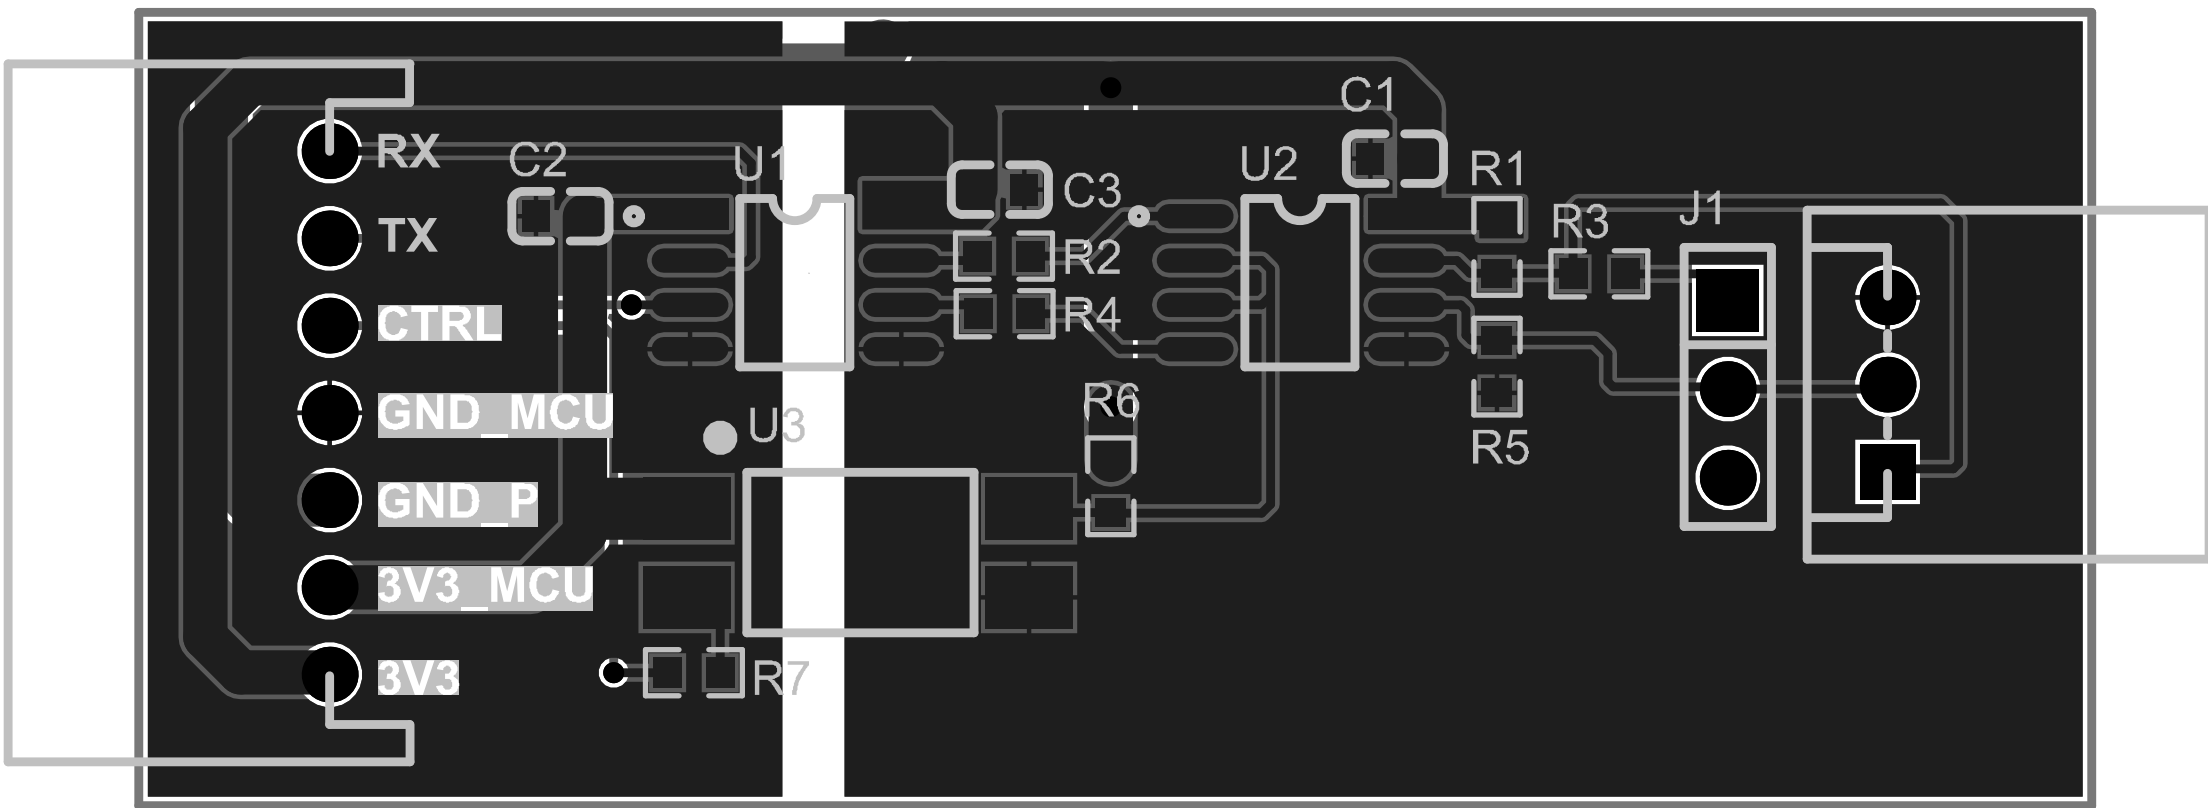 RX
TX
CTRL
GND_MCU
GND_P
3V3_MCU
3V3
C2
U1
C3
R2
R4
U2
C1
R1
R3
J1
U3
R6
R5
R7